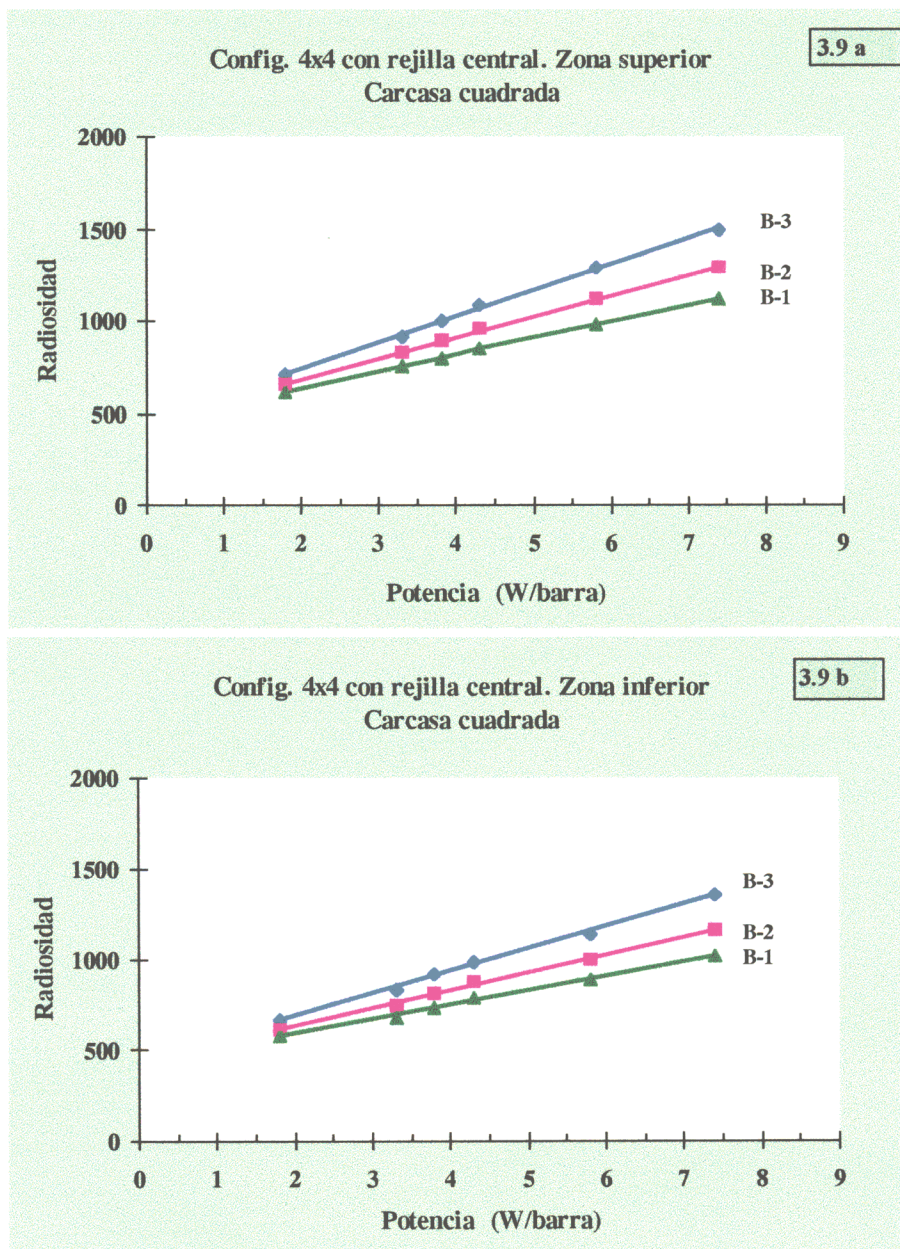 3.9 a
Config. 4x4 con rejilla central. Zona superior
Carcasa cuadrada
2000
1500
1000
500
0
Radiosidad
B-3
B-2
B-1
0 1 2 3 4 5 6 7 8 9
Potencia (W/barra)
3.9 b
Config. 4x4 con rejilla central. Zona inferior
Carcasa cuadrada
2000
1500
1000
500
0
Radiosidad
B-3
B-2
B-1
0 1 2 3 4 5 6 7 8 9
Potencia (W/barra)